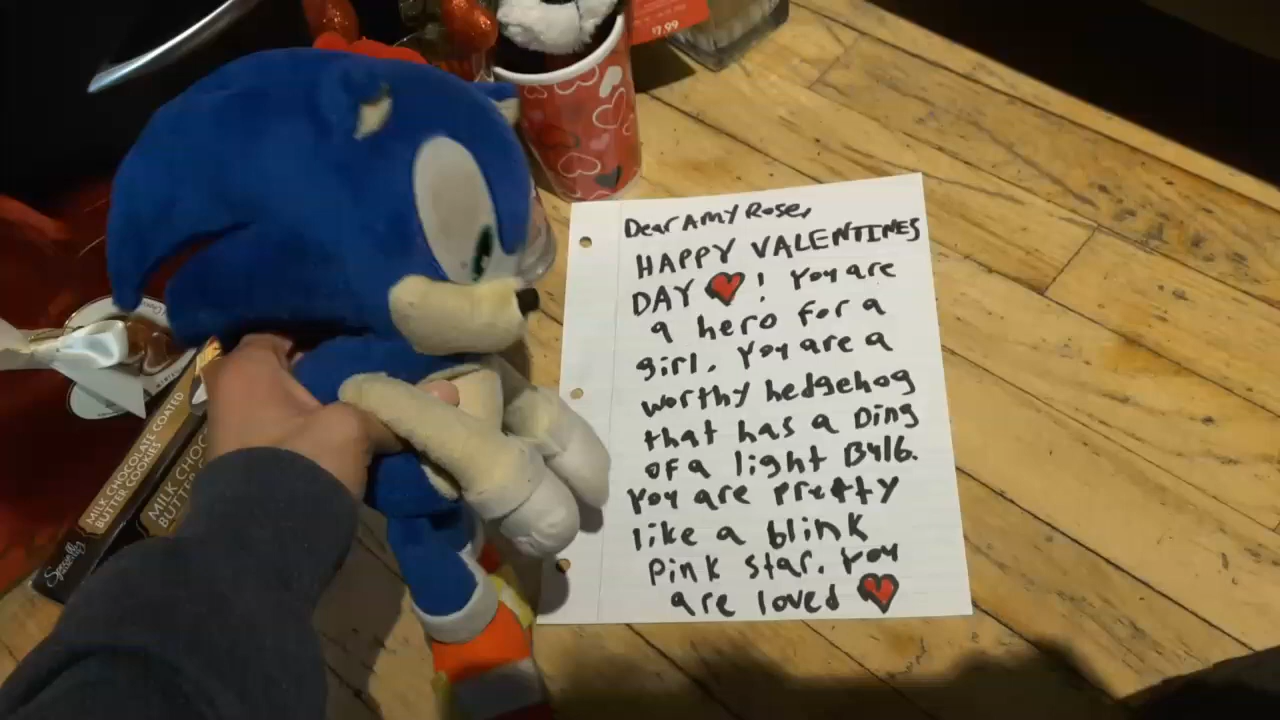 $7.99
Dear AMY Rose,
HAPPY VALENTINES
DAY ❤!  You are
a hero for a
girl. You are a
worthy hedgehog
that has a Ding
of a light Bylb.
You are pretty
like a blink
pink star. You
are loved ❤
MILK CHOCOLATE COATED
BUTTER COOKIES
MILK CHOC
BUTT